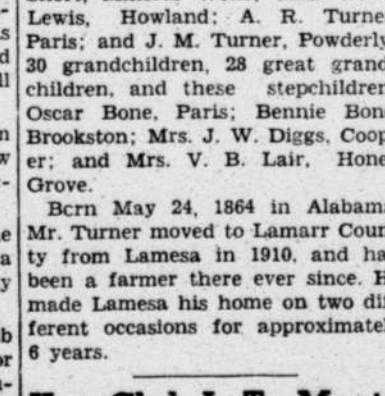 Lewis, Howland; A. R. Turne
Paris; and J. M. Turner, Powderly
30 grandchildren, 28 great grand
children, and these stepchildren
Oscar Bone, Paris; Bennie Bon
Brookston; Mrs. J. W. Diggs, Coop
er; and Mrs. V. B. Lair, Hone
Grove.
Bcrn May 24, 1864 in Alabam
Mr. Turner moved to Lamarr Coun
ty from Lamesa in 1910, and ha
been a farmer there ever since. H
made Lamesa his home on two dif
ferent occasions for approximatel
6 years.